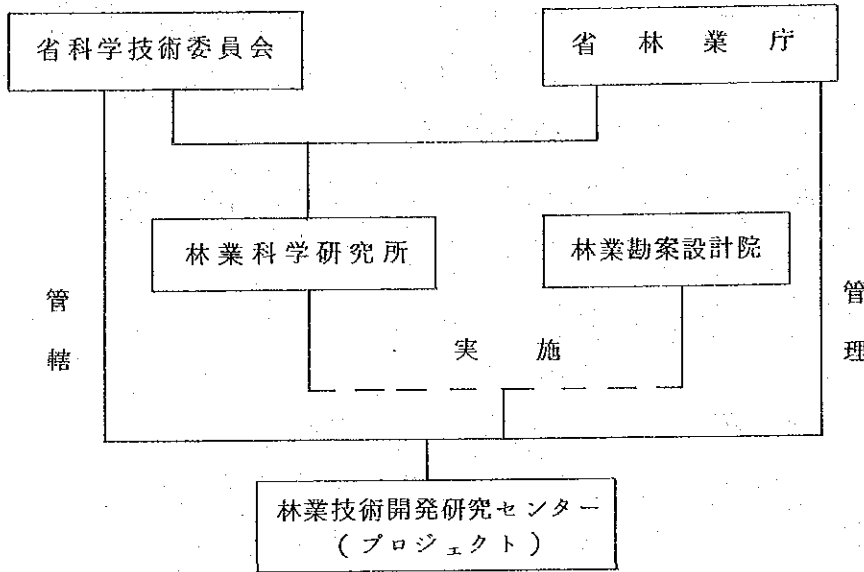 省科学技術委員会
省林業庁
林業科学研究所
林業勘案設計院
管轄
管理
実施
林業技術開発研究センター
(プロジェクト)